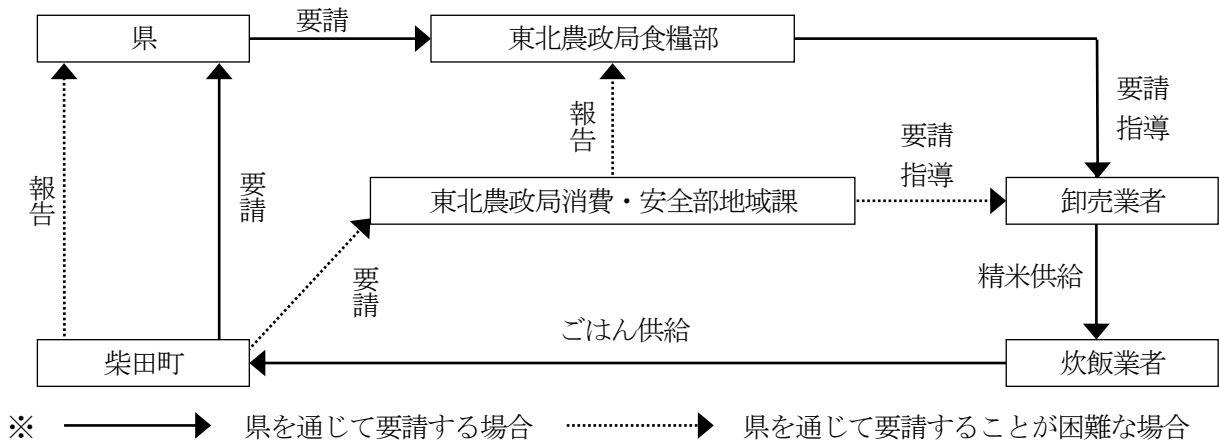 要請
県
東北農政局食糧部
要請
指導
報告
要請
指導
報告
要請
東北農政局消費・安全部地域課
卸売業者
要請
精米供給
ごはん供給
柴田町
炊飯業者
※ 県を通じて要請する場合 県を通じて要請することが困難な場合